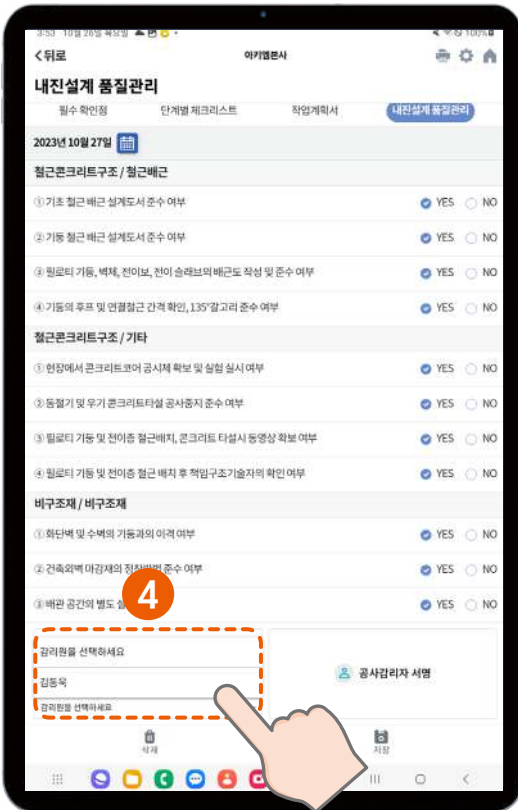 3:53 10월 26일 목요일 100%
뒤로 아키엠본사
내진설계 품질관리
필수 확인점 단계별 체크리스트 작업계획서 내진설계 품질관리
2023년 10월 27일
철근콘크리트구조 / 철근배근
① 기초 철근 배근 설계도서 준수 여부 YES NO
② 기둥 철근 배근 설계도서 준수 여부 YES NO
③ 필로티 기둥, 벽체, 전이보, 전이 슬래브의 배근도 작성 및 준수 여부 YES NO
④ 기둥의 후프 및 연결철근 간격 확인, 135°갈고리 준수 여부 YES NO
철근콘크리트구조 / 기타
① 현장에서 콘크리트코어 공시체 확보 및 실험 실시 여부 YES NO
② 동절기 및 우기 콘크리트타설 공사중지 준수 여부 YES NO
③ 필로티 기둥 및 전이층 철근배치, 콘크리트 타설시 동영상 확보 여부 YES NO
④ 필로티 기둥 및 전이층 철근 배치 후 책임구조기술자의 확인 여부 YES NO
비구조재 / 비구조재
① 화단벽 및 수벽의 기둥과의 이격 여부 YES NO
② 건축외벽 마감재의 준수 여부 YES NO
③ 배관 공간의 별도 YES NO
4
감리원을 선택하세요
김동욱
감리원을 선택하세요
공사감리자 서명
삭제 저장